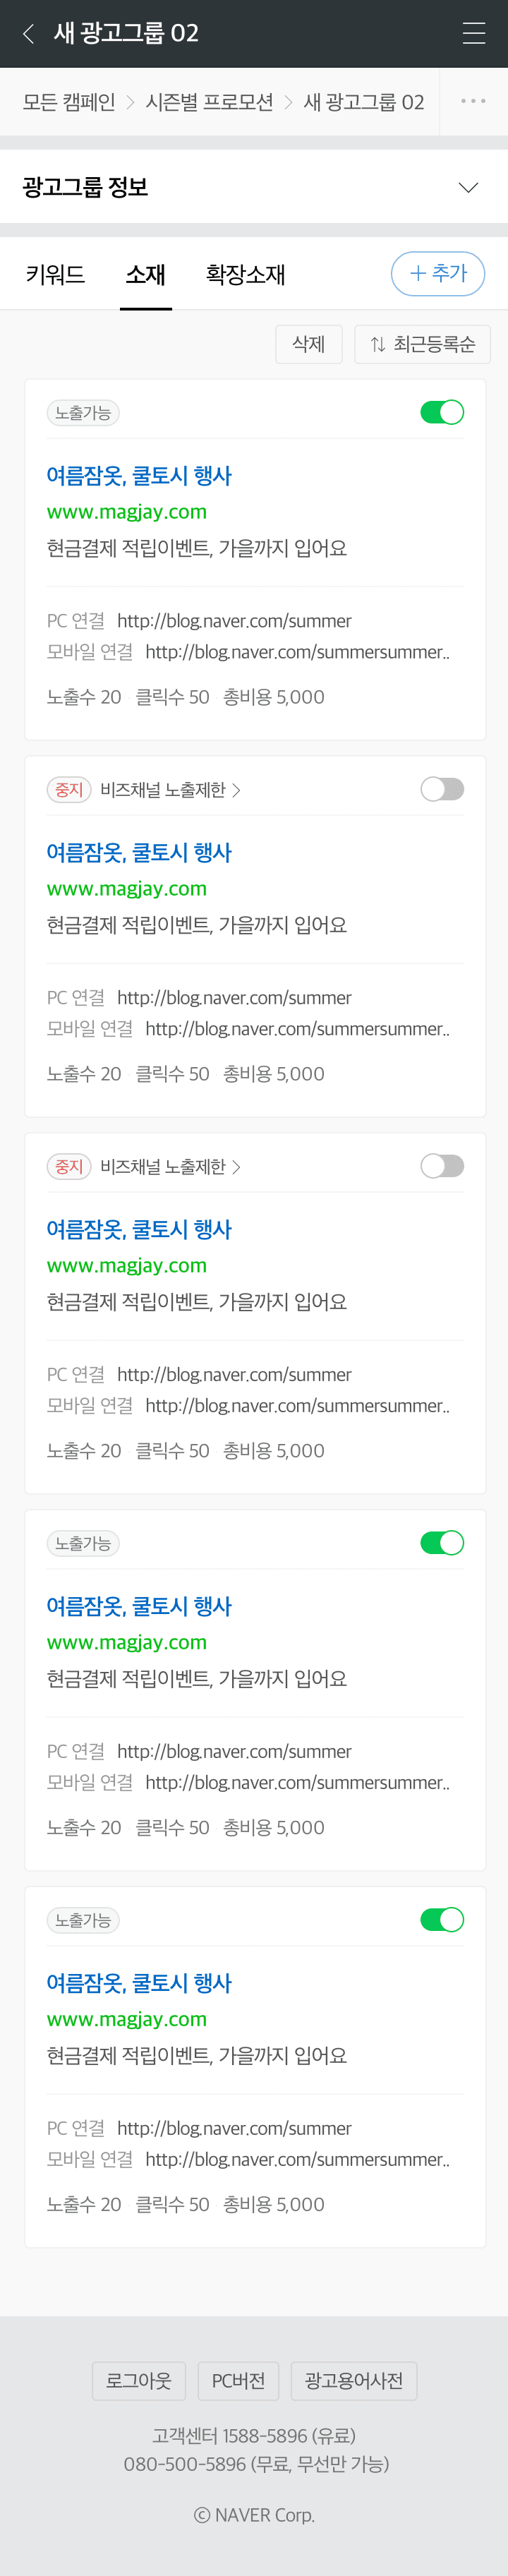 새 광고그룹 02
모든 캠페인 > 시즌별 프로모션 > 새 광고그룹 02 ···
광고그룹 정보
키워드 소재 확장소재 + 추가
삭제 ↑↓ 최근등록순
노출가능
여름잠옷, 쿨토시 행사
www.magjay.com
현금결제 적립이벤트, 가을까지 입어요
PC 연결 http://blog.naver.com/summer
모바일 연결 http://blog.naver.com/summersummer..
노출수 20 클릭수 50 총비용 5,000
중지 비즈채널 노출제한 >
여름잠옷, 쿨토시 행사
www.magjay.com
현금결제 적립이벤트, 가을까지 입어요
PC 연결 http://blog.naver.com/summer
모바일 연결 http://blog.naver.com/summersummer..
노출수 20 클릭수 50 총비용 5,000
중지 비즈채널 노출제한 >
여름잠옷, 쿨토시 행사
www.magjay.com
현금결제 적립이벤트, 가을까지 입어요
PC 연결 http://blog.naver.com/summer
모바일 연결 http://blog.naver.com/summersummer..
노출수 20 클릭수 50 총비용 5,000
노출가능
여름잠옷, 쿨토시 행사
www.magjay.com
현금결제 적립이벤트, 가을까지 입어요
PC 연결 http://blog.naver.com/summer
모바일 연결 http://blog.naver.com/summersummer..
노출수 20 클릭수 50 총비용 5,000
노출가능
여름잠옷, 쿨토시 행사
www.magjay.com
현금결제 적립이벤트, 가을까지 입어요
PC 연결 http://blog.naver.com/summer
모바일 연결 http://blog.naver.com/summersummer..
노출수 20 클릭수 50 총비용 5,000
로그아웃 PC버전 광고용어사전
고객센터 1588-5896 (유료)
080-500-5896 (무료, 무선만 가능)
ⓒ NAVER Corp.